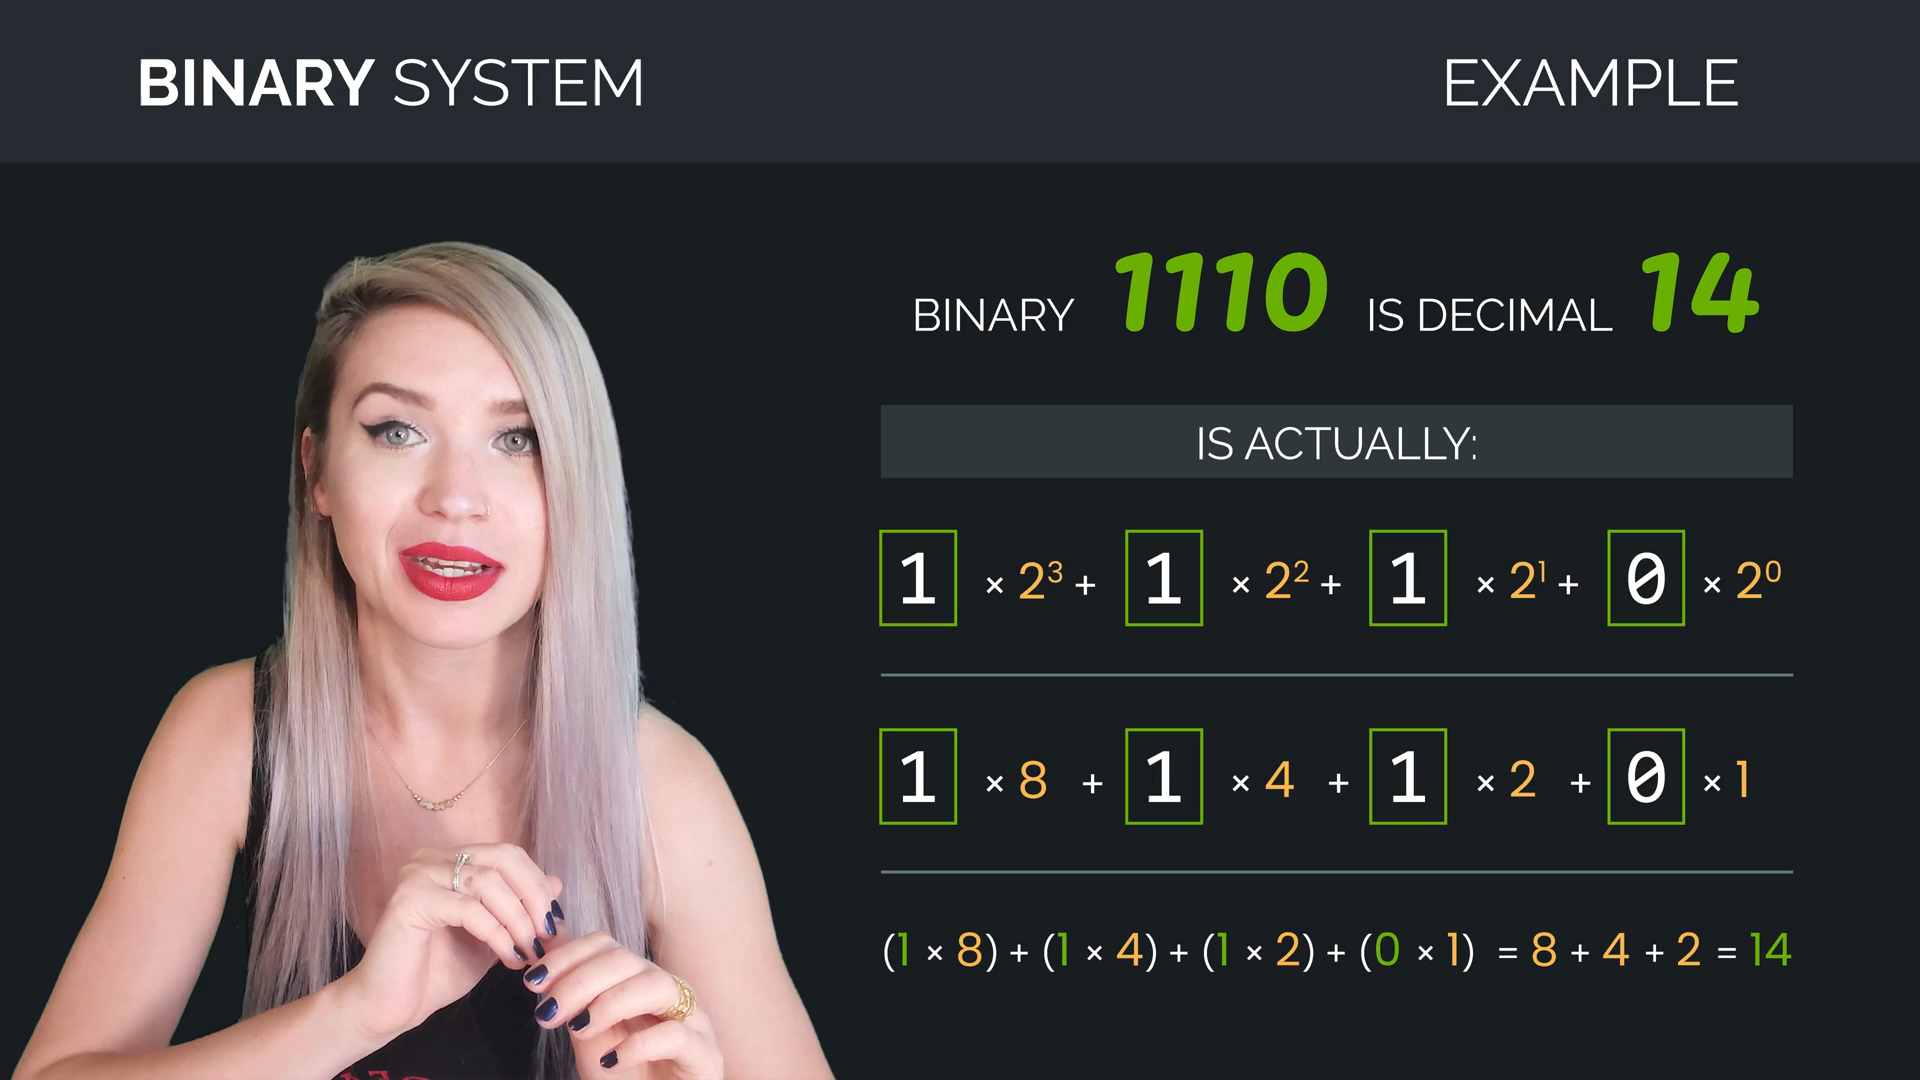 BINARY SYSTEM
EXAMPLE
BINARY 1110 IS DECIMAL 14
IS ACTUALLY:
1 × 2³ + 1 × 2² + 1 × 2¹ + 0 × 2⁰
1 × 8 + 1 × 4 + 1 × 2 + 0 × 1
(1 × 8) + (1 × 4) + (1 × 2) + (0 × 1) = 8 + 4 + 2 = 14